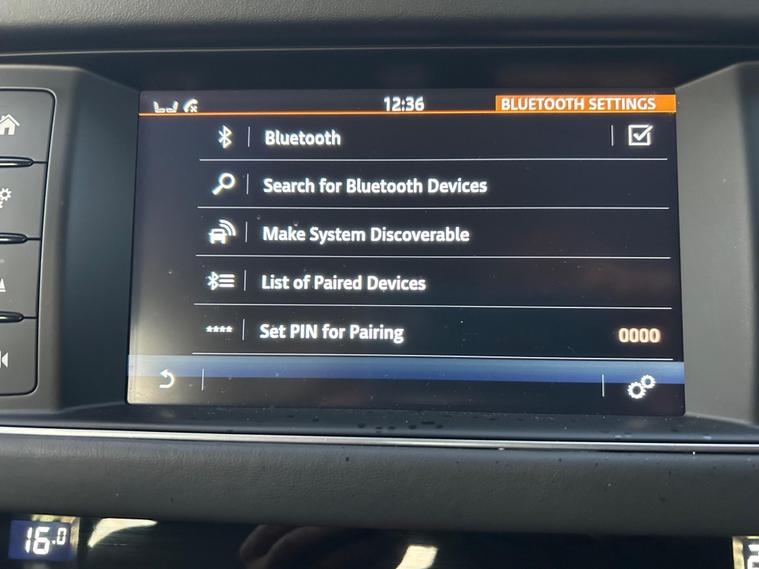 12:36
BLUETOOTH SETTINGS
Bluetooth
Search for Bluetooth Devices
Make System Discoverable
List of Paired Devices
**** Set PIN for Pairing 0000
16.0